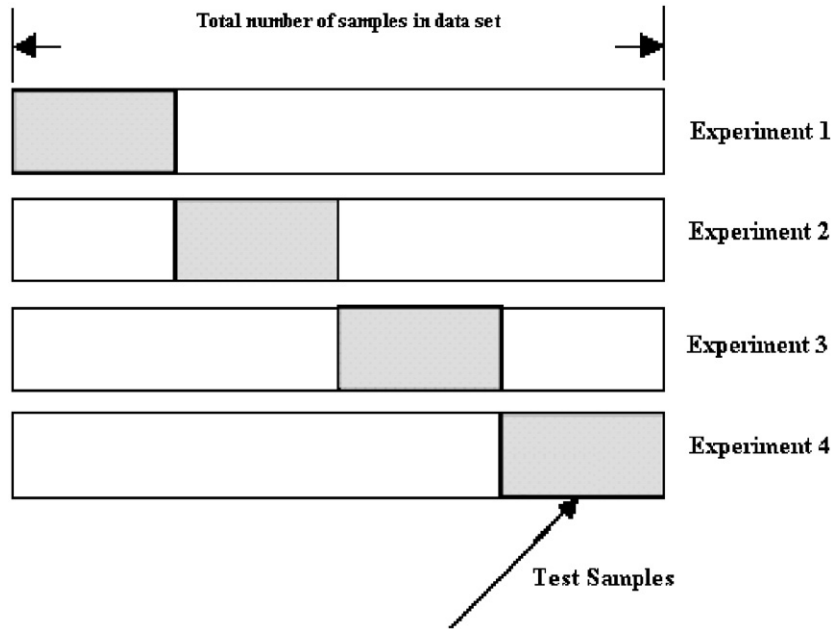 Total number of samples in data set
Experiment 1
Experiment 2
Experiment 3
Experiment 4
Test Samples